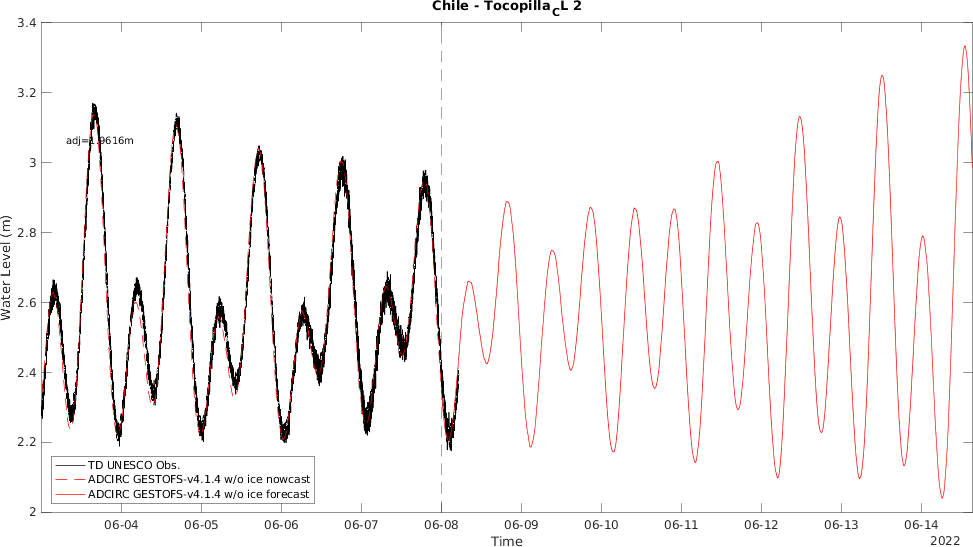 Chile - Tocopilla_CL 2
3.4
3.2
3
2.8
2.6
2.4
2.2
2
Water Level (m)
adj=1.9616m
TD UNESCO Obs.
ADCIRC GESTOFS-v4.1.4 w/o ice nowcast
ADCIRC GESTOFS-v4.1.4 w/o ice forecast
06-04
06-05
06-06
06-07
06-08
06-09
06-10
06-11
06-12
06-13
06-14
Time
2022